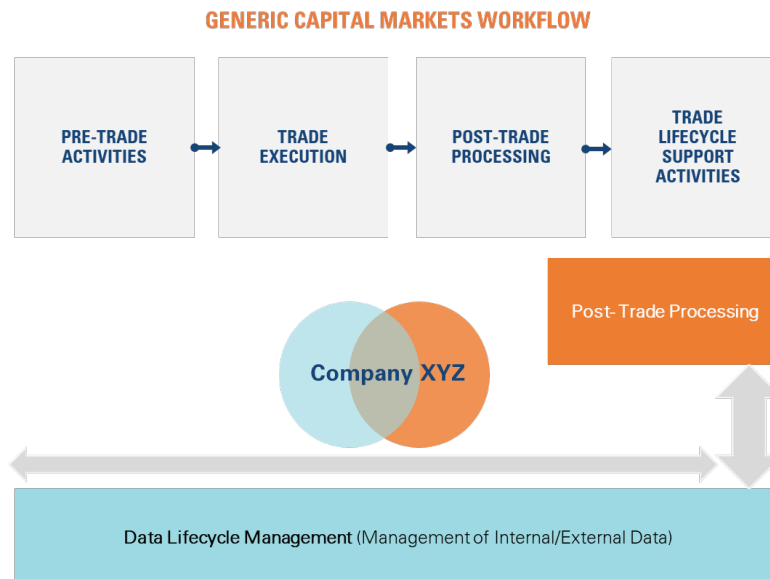 GENERIC CAPITAL MARKETS WORKFLOW
PRE-TRADE
ACTIVITIES
TRADE
EXECUTION
POST-TRADE
PROCESSING
TRADE
LIFECYCLE
SUPPORT
ACTIVITIES
Post- Trade Processing
Company XYZ
Data Lifecycle Management (Management of Internal/External Data)